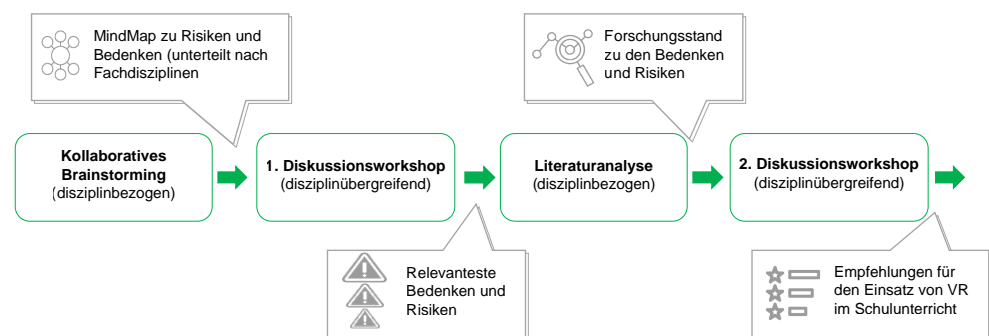 MindMap zu Risiken und
Bedenken (unterteilt nach
Fachdisziplinen
Forschungsstand
zu den Bedenken
und Risiken
Kollaboratives
Brainstorming
(disziplinbezogen)
1. Diskussionsworkshop
(disziplinübergreifend)
Literaturanalyse
(disziplinbezogen)
2. Diskussionsworkshop
(disziplinübergreifend)
Relevanteste
Bedenken und
Risiken
Empfehlungen für
den Einsatz von VR
im Schulunterricht